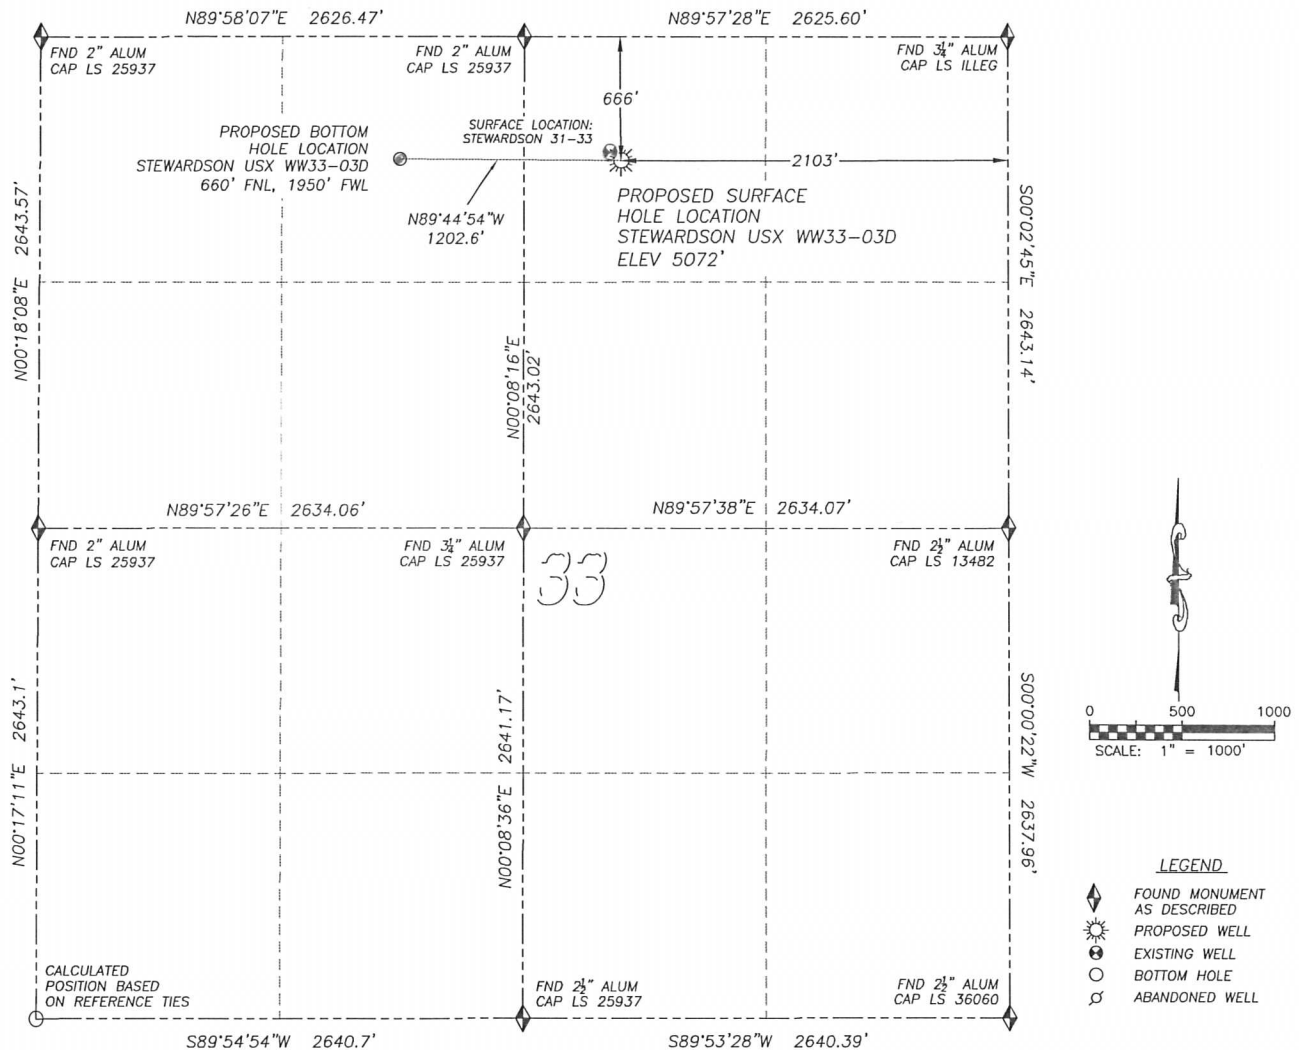 N89°58'07"E 2626.47'
N89°57'28"E 2625.60'
FND 2" ALUM
CAP LS 25937
FND 2" ALUM
CAP LS 25937
FND 3¼" ALUM
CAP LS ILLEG
666'
PROPOSED BOTTOM
HOLE LOCATION
STEWARDSON USX WW33-03D
660' FNL, 1950' FWL
SURFACE LOCATION:
STEWARDSON 31-33
2103'
N89°44'54"W
1202.6'
PROPOSED SURFACE
HOLE LOCATION
STEWARDSON USX WW33-03D
ELEV 5072'
N00°18'08"E 2643.57'
N00°08'16"E
2643.02'
S00°02'45"E 2643.14'
N89°57'26"E 2634.06'
N89°57'38"E 2634.07'
FND 2" ALUM
CAP LS 25937
FND 3¼" ALUM
CAP LS 25937
FND 2½" ALUM
CAP LS 13482
33
N00°17'11"E 2643.1'
N00°08'36"E 2641.17'
S00°00'22"W 2637.96'
0 500 1000
SCALE: 1" = 1000'
LEGEND
FOUND MONUMENT
AS DESCRIBED
PROPOSED WELL
EXISTING WELL
BOTTOM HOLE
ABANDONED WELL
CALCULATED
POSITION BASED
ON REFERENCE TIES
FND 2½" ALUM
CAP LS 25937
FND 2½" ALUM
CAP LS 36060
S89°54'54"W 2640.7'
S89°53'28"W 2640.39'